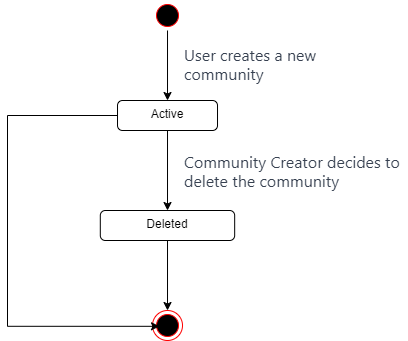 User creates a new
community
Active
Community Creator decides to
delete the community
Deleted